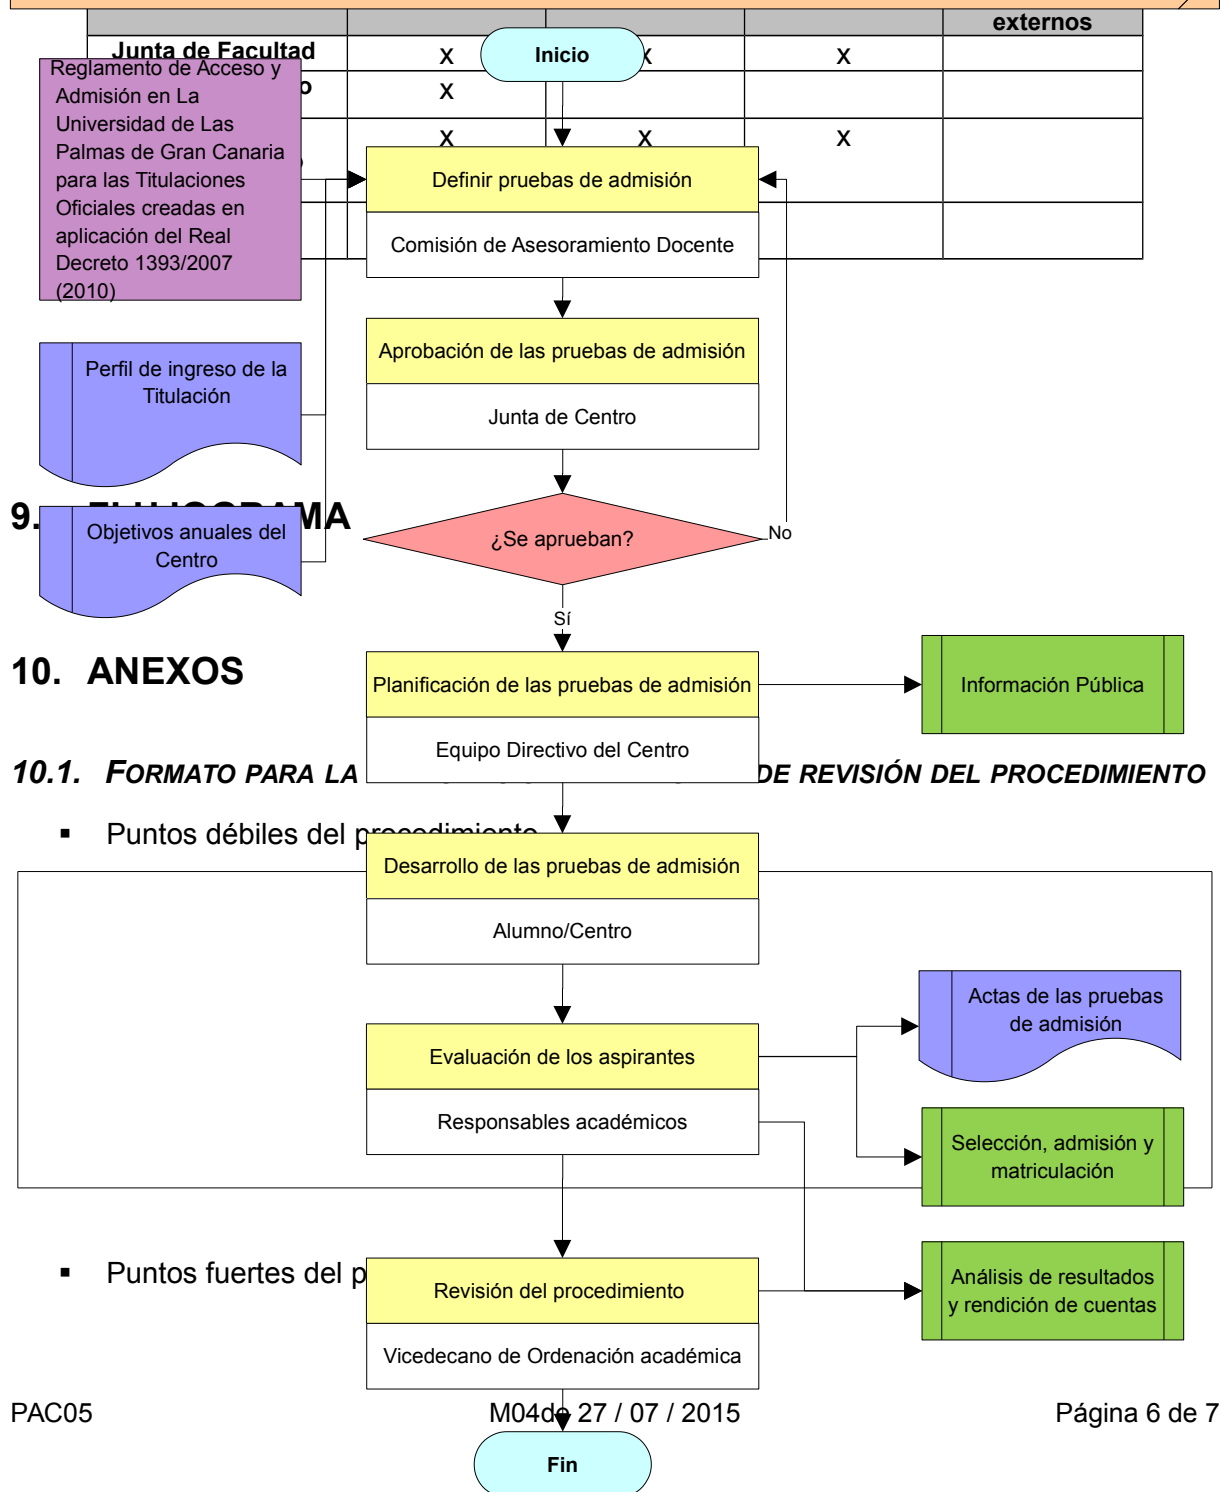 externos
Junta de Facultad X X X
Inicio
Reglamento de Acceso y
Admisión en La
Universidad de Las
Palmas de Gran Canaria
para las Titulaciones
Oficiales creadas en
aplicación del Real
Decreto 1393/2007
(2010)
o X
X X X
Definir pruebas de admisión
Comisión de Asesoramiento Docente
Aprobación de las pruebas de admisión
Junta de Centro
Perfil de ingreso de la
Titulación
9. FLUJOGRAMA
Objetivos anuales del
Centro
¿Se aprueban?
No
Sí
10. ANEXOS
Planificación de las pruebas de admisión
Equipo Directivo del Centro
Información Pública
10.1. FORMATO PARA LA DE REVISIÓN DEL PROCEDIMIENTO
▪ Puntos débiles del procedimiento
Desarrollo de las pruebas de admisión
Alumno/Centro
Evaluación de los aspirantes
Responsables académicos
Actas de las pruebas
de admisión
Selección, admisión y
matriculación
▪ Puntos fuertes del p
Revisión del procedimiento
Vicedecano de Ordenación académica
Análisis de resultados
y rendición de cuentas
PAC05 M04de 27 / 07 / 2015 Página 6 de 7
Fin